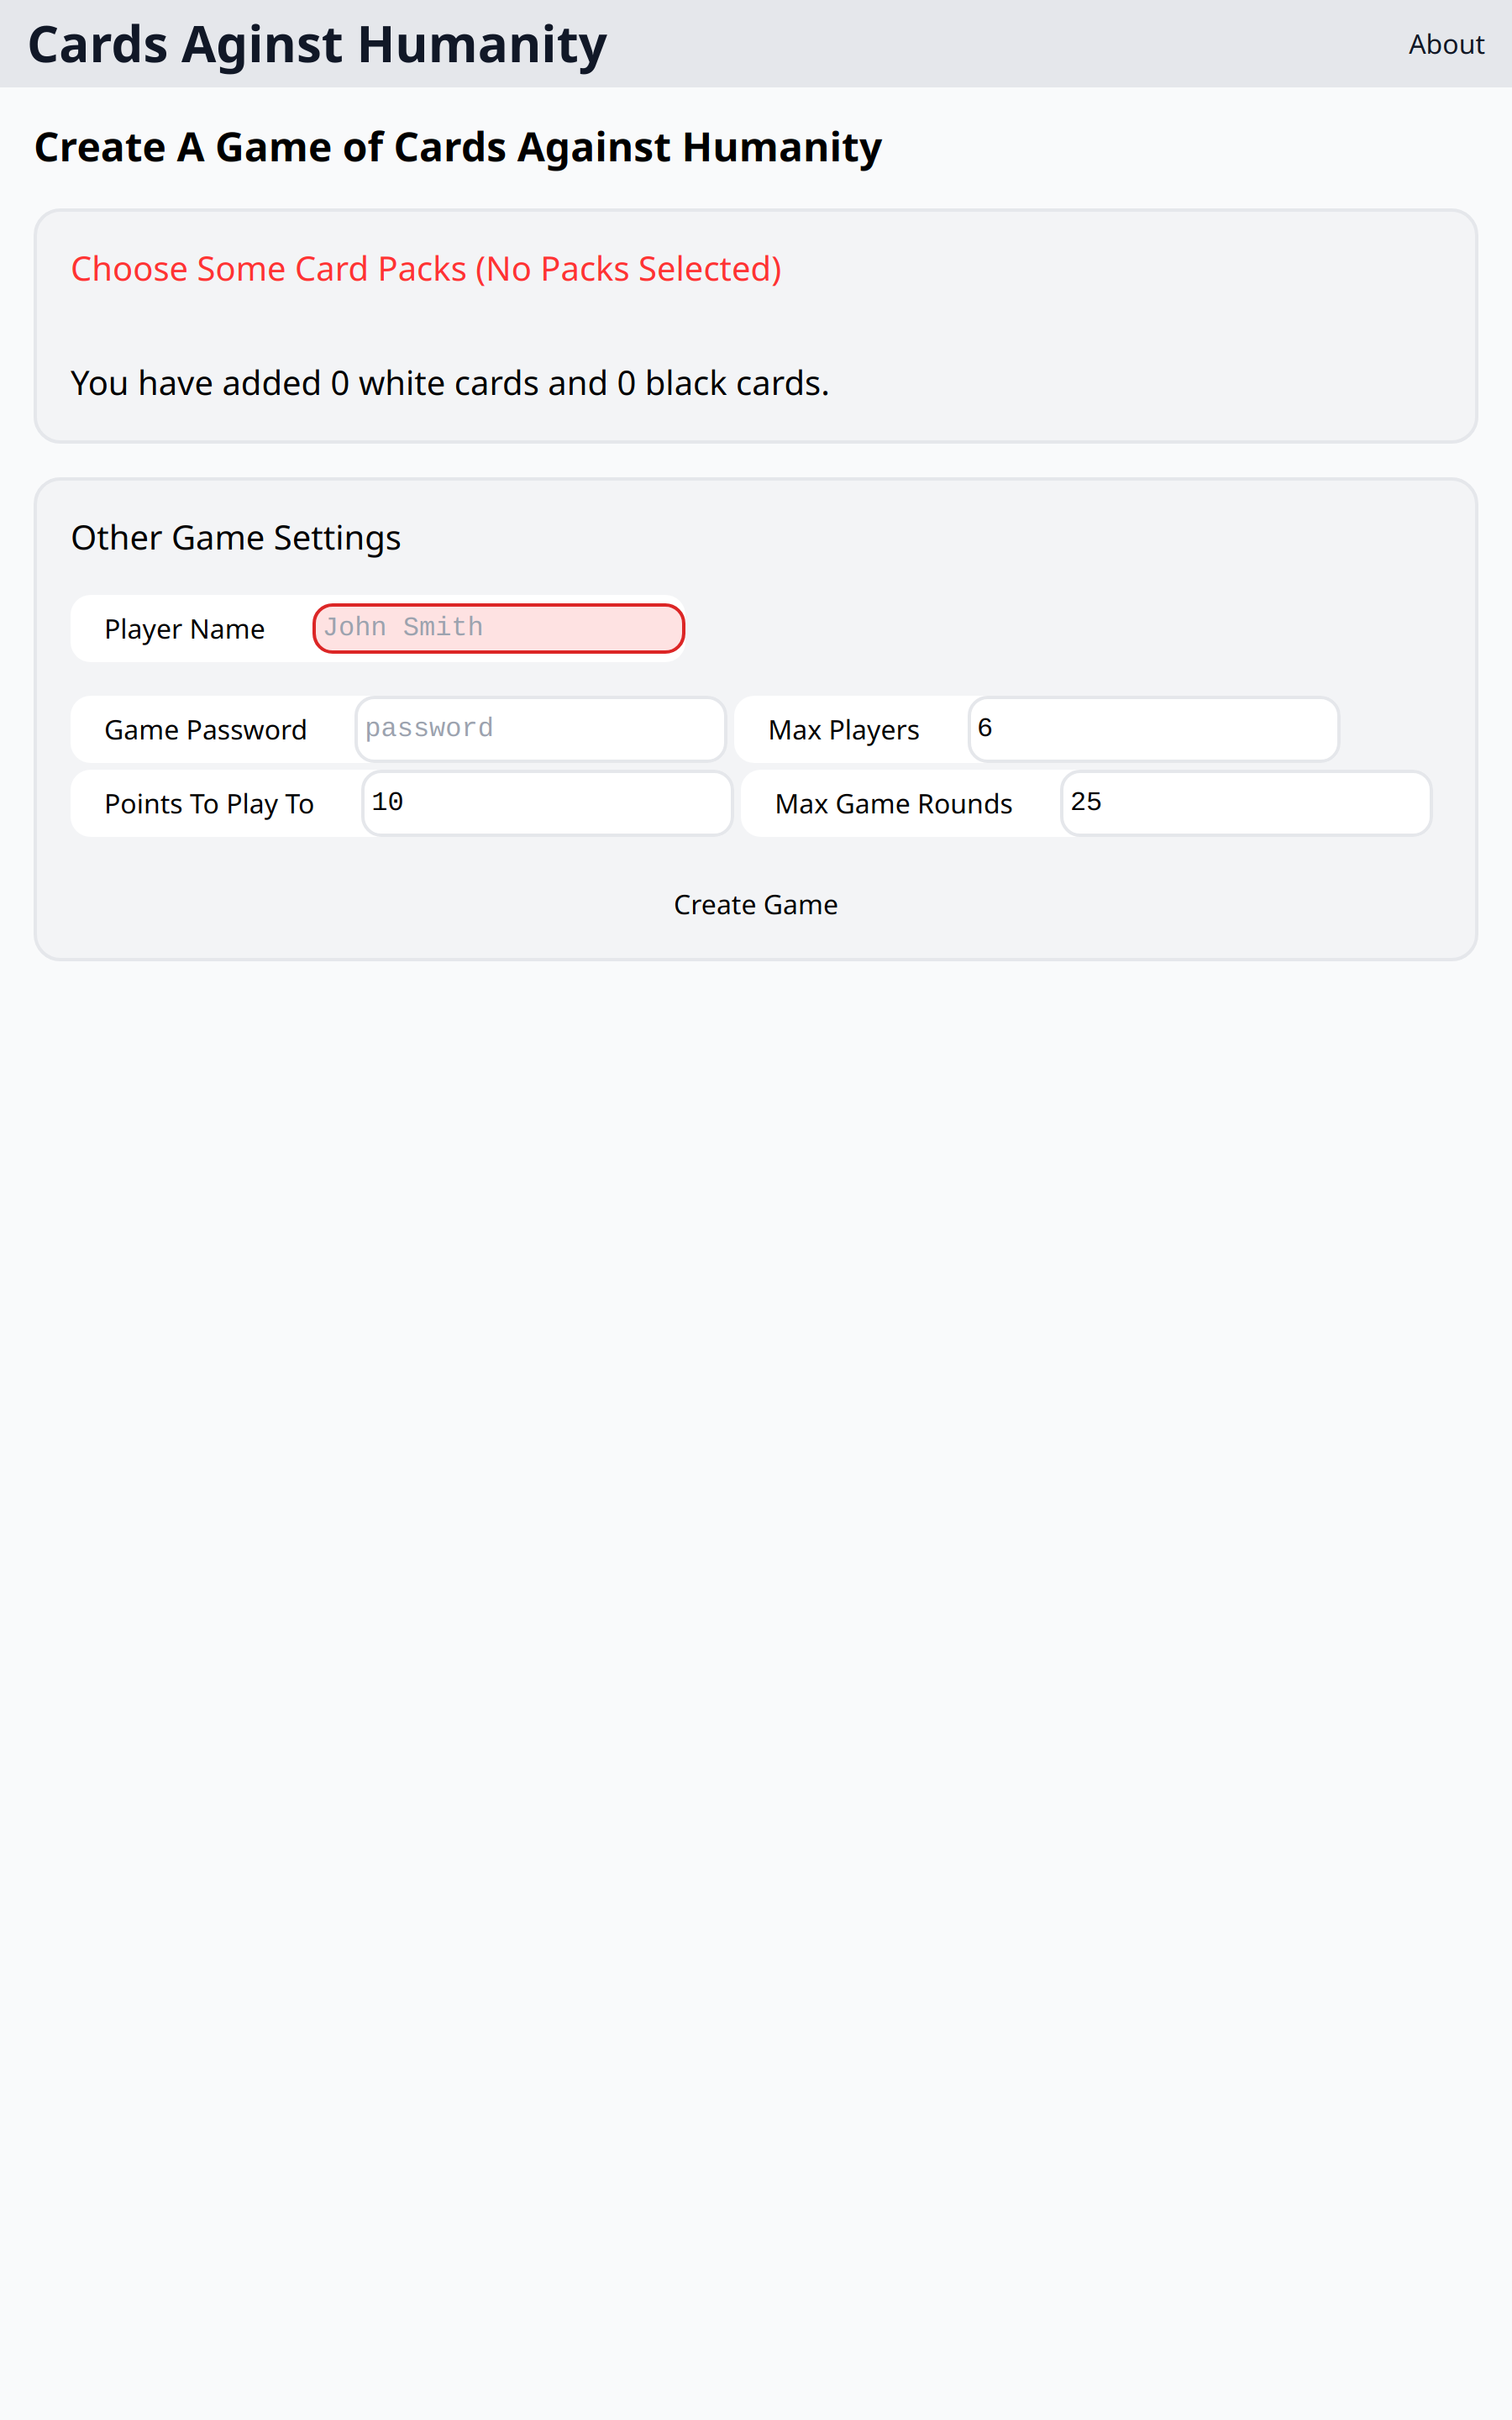 Cards Aginst Humanity About
Create A Game of Cards Against Humanity
Choose Some Card Packs (No Packs Selected)
You have added 0 white cards and 0 black cards.
Other Game Settings
Player Name John Smith
Game Password password Max Players 6
Points To Play To 10 Max Game Rounds 25
Create Game